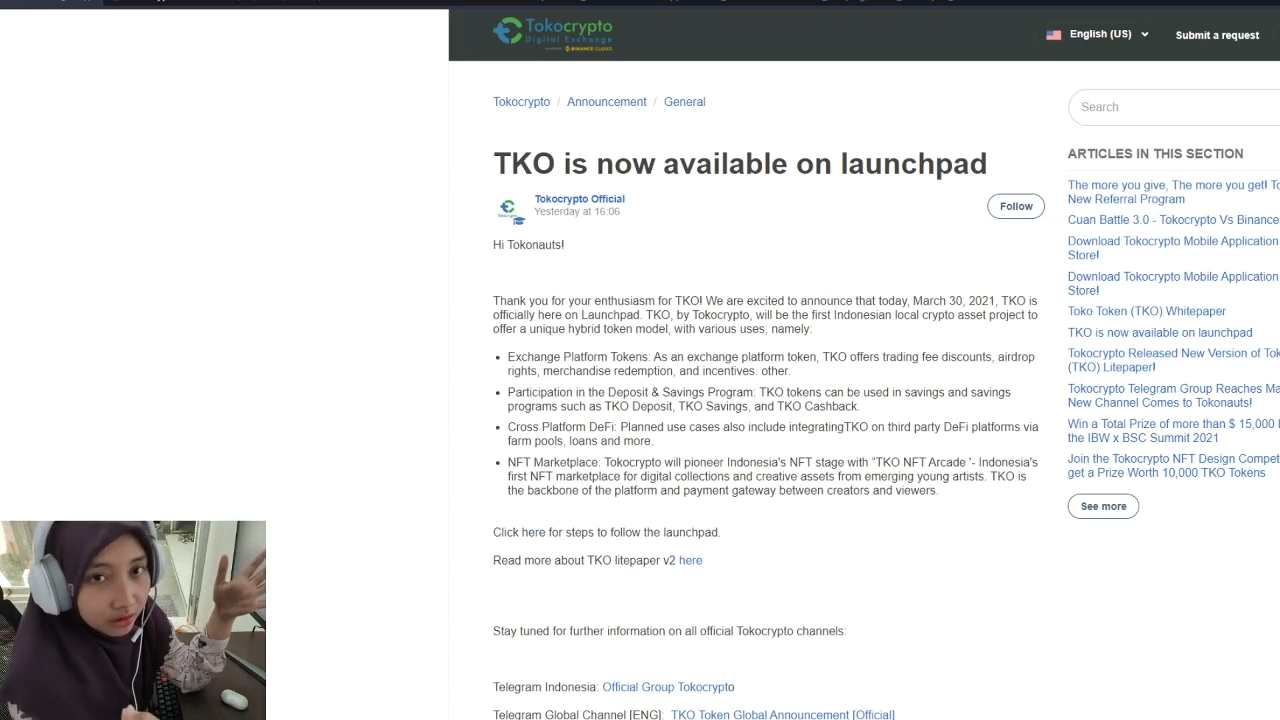 Tokocrypto
Digital Exchange
BINANCE CLOUD
English (US)
Submit a request
Tokocrypto / Announcement / General
Search
TKO is now available on launchpad
Tokocrypto Official
Yesterday at 16:06
Follow
Hi Tokonauts!
Thank you for your enthusiasm for TKO! We are excited to announce that today, March 30, 2021, TKO is
officially here on Launchpad. TKO, by Tokocrypto, will be the first Indonesian local crypto asset project to
offer a unique hybrid token model, with various uses, namely:
• Exchange Platform Tokens: As an exchange platform token, TKO offers trading fee discounts, airdrop
rights, merchandise redemption, and incentives. other.
• Participation in the Deposit & Savings Program: TKO tokens can be used in savings and savings
programs such as TKO Deposit, TKO Savings, and TKO Cashback.
• Cross Platform DeFi: Planned use cases also include integratingTKO on third party DeFi platforms via
farm pools, loans and more.
• NFT Marketplace: Tokocrypto will pioneer Indonesia's NFT stage with “TKO NFT Arcade '- Indonesia's
first NFT marketplace for digital collections and creative assets from emerging young artists. TKO is
the backbone of the platform and payment gateway between creators and viewers.
Click here for steps to follow the launchpad.
Read more about TKO litepaper v2 here
Stay tuned for further information on all official Tokocrypto channels:
Telegram Indonesia: Official Group Tokocrypto
Telegram Global Channel [ENG]: TKO Token Global Announcement [Official]
ARTICLES IN THIS SECTION
The more you give, The more you get!
New Referral Program
Cuan Battle 3.0 - Tokocrypto Vs Binance
Download Tokocrypto Mobile Application
Store!
Download Tokocrypto Mobile Application
Store!
Toko Token (TKO) Whitepaper
TKO is now available on launchpad
Tokocrypto Released New Version of
(TKO) Litepaper!
Tokocrypto Telegram Group Reaches
New Channel Comes to Tokonauts!
Win a Total Prize of more than $ 15,000
the IBW x BSC Summit 2021
Join the Tokocrypto NFT Design
get a Prize Worth 10,000 TKO Tokens
See more